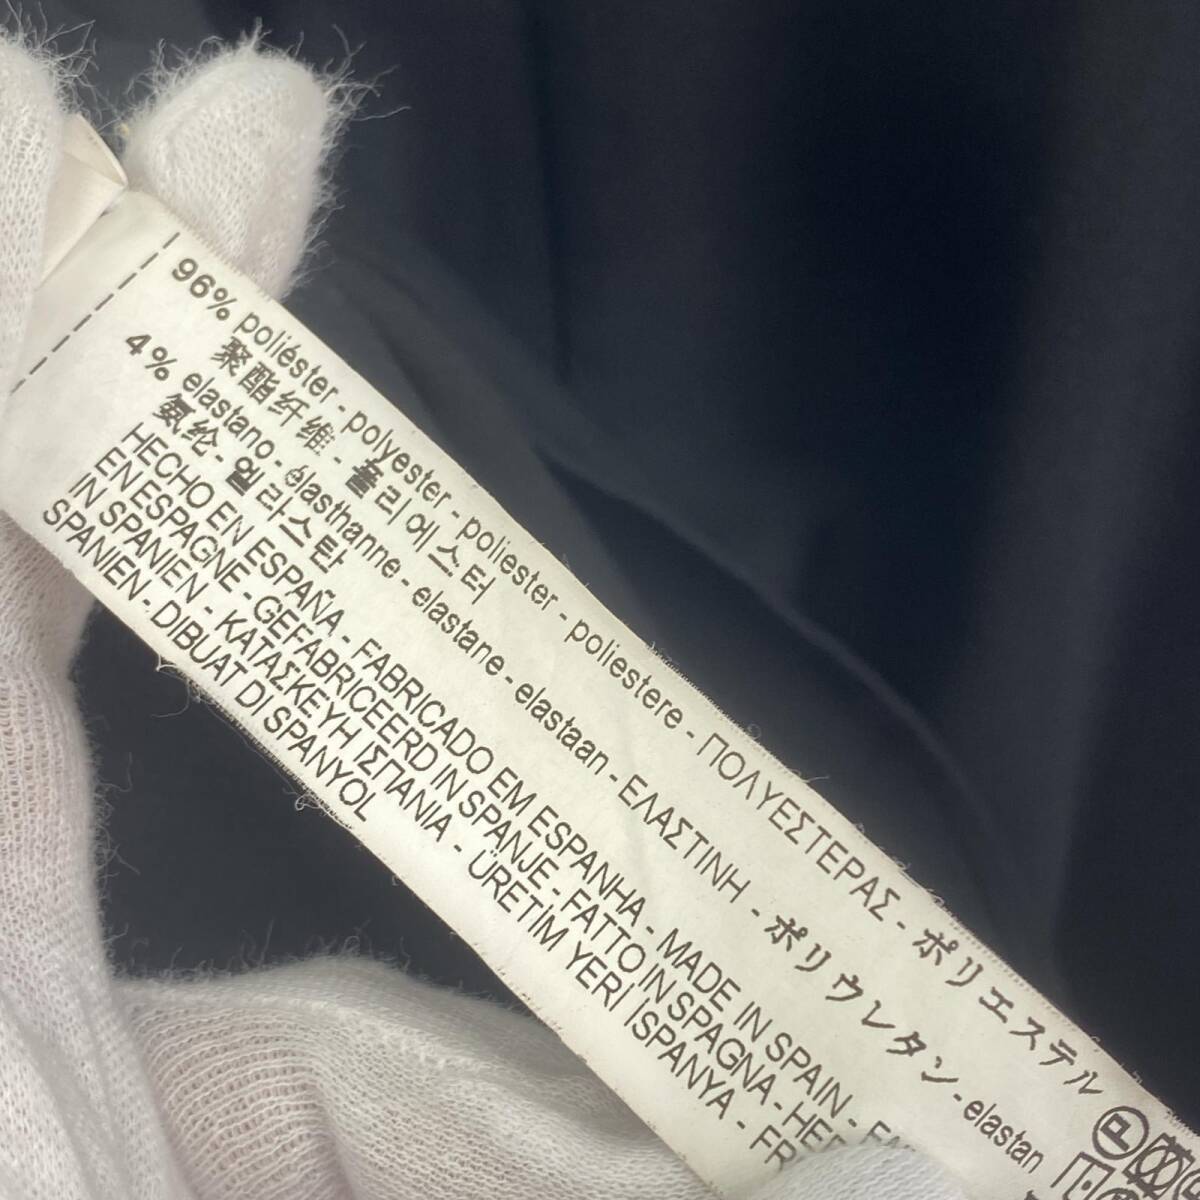 96% poliéster - polyester - poliester - poliestere - ΠΟΛΥΕΣΤΕΡΑΣ - ポリエステル
聚酯纤维 - 폴리에스터
4% elastano - élasthanne - elastane - elastaan - ΕΛΑΣΤΙΝΗ - ポリウレタン - elastan
氨纶 - 엘라스탄
HECHO EN ESPAÑA - FABRICADO EM ESPANHA - MADE IN SPAIN -
EN ESPAGNE - GEFABRICEERD IN SPANJE - FATTO IN SPAGNA -
IN SPANIEN - ΚΑΤΑΣΚΕΥΗ ΙΣΠΑΝΙΑ - ÜRETİM YERİ İSPANYA -
SPANIEN - DIBUAT DI SPANYOL
P